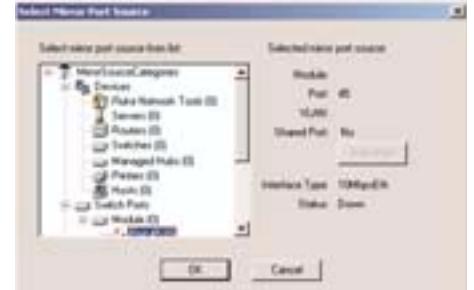 Select Mirror Port Source
Select mirror port source from list:
MirrorSourceCategories
Devices
Fluke Network Tools (0)
Servers (0)
Routers (0)
Switches (0)
Managed Hubs (0)
Printers (0)
Hosts (0)
Switch Ports
Module (0)
Selected mirror port source:
Module
Port 45
VLAN
Shared Port No
Interface Type 10MbpsEth
Status Down
OK
Cancel